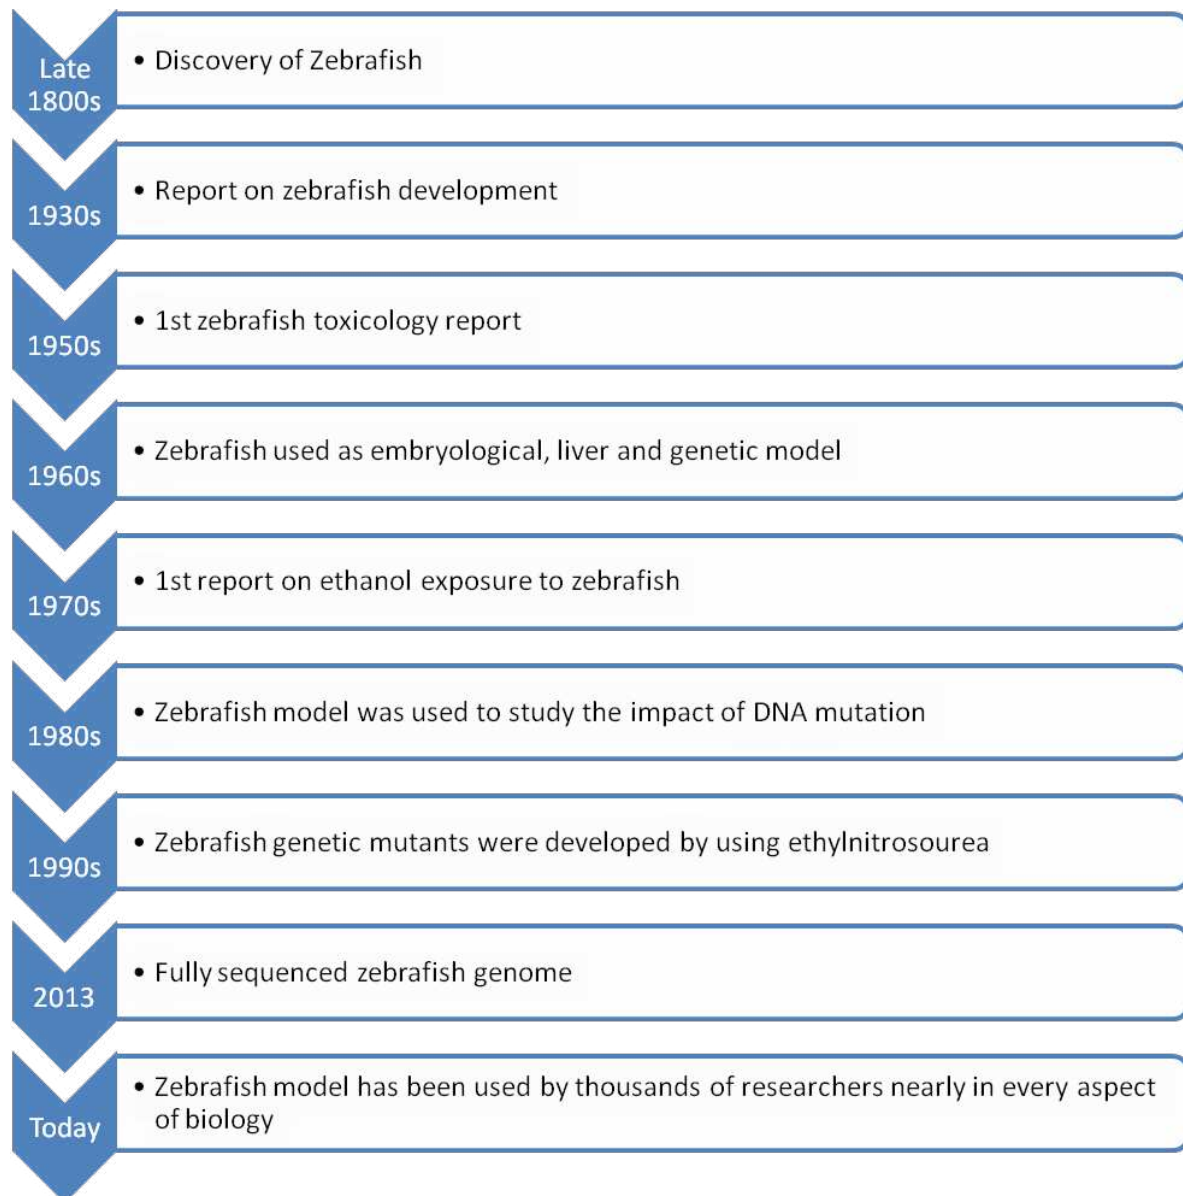 Late
1800s
• Discovery of Zebrafish
1930s
• Report on zebrafish development
1950s
• 1st zebrafish toxicology report
1960s
• Zebrafish used as embryological, liver and genetic model
1970s
• 1st report on ethanol exposure to zebrafish
1980s
• Zebrafish model was used to study the impact of DNA mutation
1990s
• Zebrafish genetic mutants were developed by using ethylnitrosourea
2013
• Fully sequenced zebrafish genome
Today
• Zebrafish model has been used by thousands of researchers nearly in every aspect
of biology